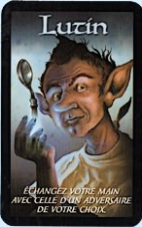 Lutin
ÉCHANGEZ VOTRE MAIN
AVEC CELLE D'UN ADVERSAIRE
DE VOTRE CHOIX.